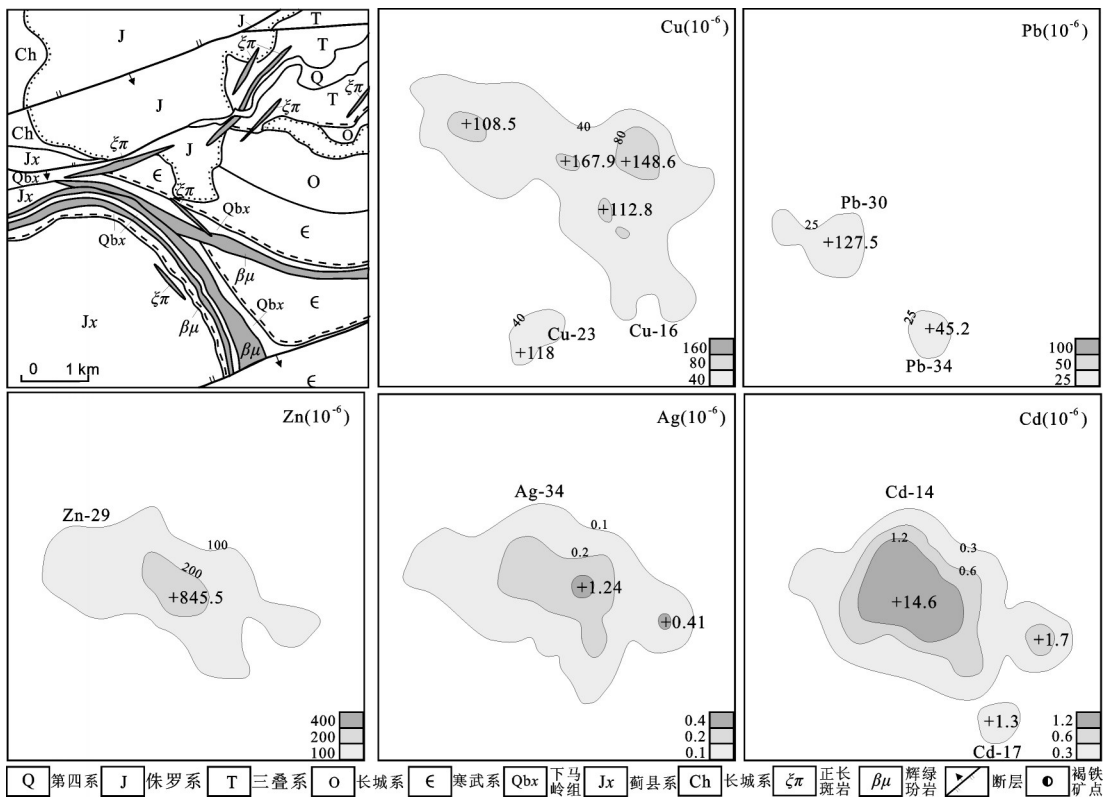 J
J
T
Ch
ξπ
T
Q
ξπ
J
T
ξπ
Ch
ξπ
J
O
Jx
Qbx
ϵ
O
Jx
ξπ
Qbx
Qbx
ϵ
βμ
ξπ
Qbx
ϵ
Jx
βμ
βμ
0 1 km
ϵ
Cu(10⁻⁶)
40
80
+108.5
+167.9
+148.6
+112.8
40
Cu-23
Cu-16
+118
160
80
40
Pb(10⁻⁶)
Pb-30
25
+127.5
25
+45.2
Pb-34
100
50
25
Zn(10⁻⁶)
Zn-29
100
200
+845.5
400
200
100
Ag(10⁻⁶)
Ag-34
0.1
0.2
+1.24
+0.41
0.4
0.2
0.1
Cd(10⁻⁶)
Cd-14
1.2
0.3
0.6
+14.6
+1.7
+1.3
Cd-17
1.2
0.6
0.3
Q 第四系 J 侏罗系 T 三叠系 O 长城系 ϵ 寒武系 Qbx 下马岭组 Jx 蓟县系 Ch 长城系 ξπ 正长斑岩 βμ 辉绿玢岩 断层 褐铁矿点